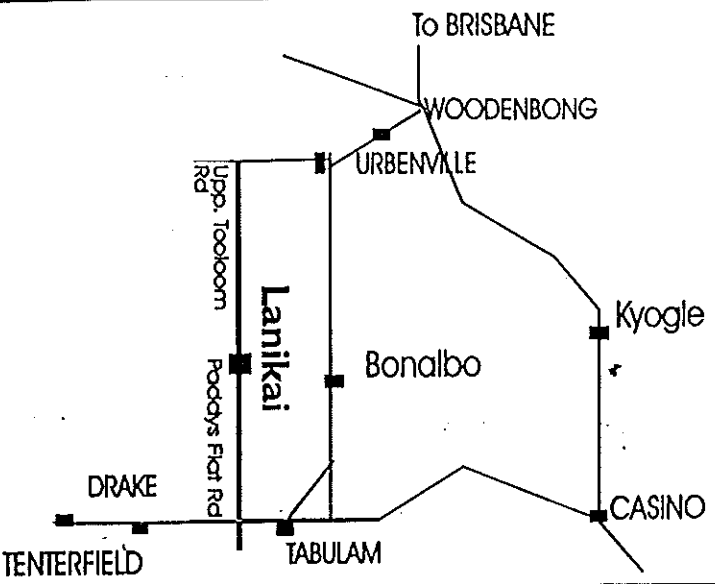 To BRISBANE
WOODENBONG
URBENVILLE
Upp. Tooloom
Rd
Lanikai
Kyogle
Bonalbo
Paddys Flat Rd
DRAKE
CASINO
TENTERFIELD
TABULAM